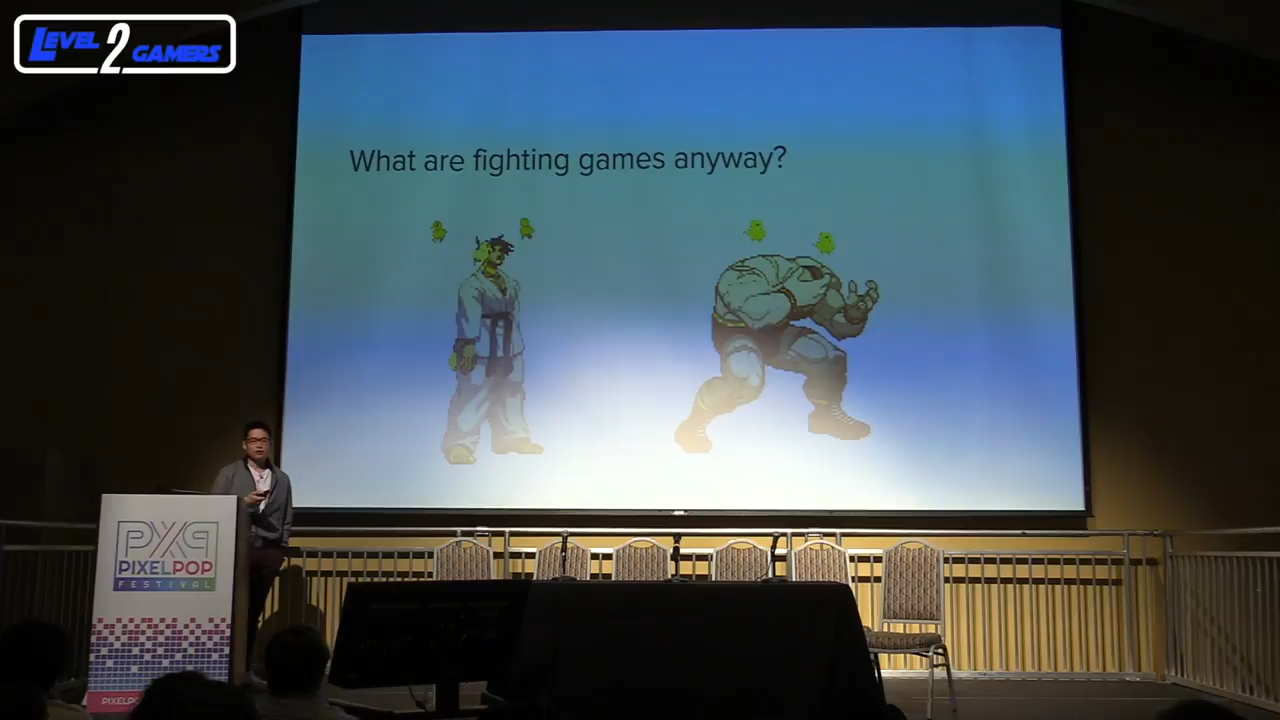 LEVEL 2 GAMERS
What are fighting games anyway?
PXP
PIXELPOP
FESTIVAL
PIXELPO